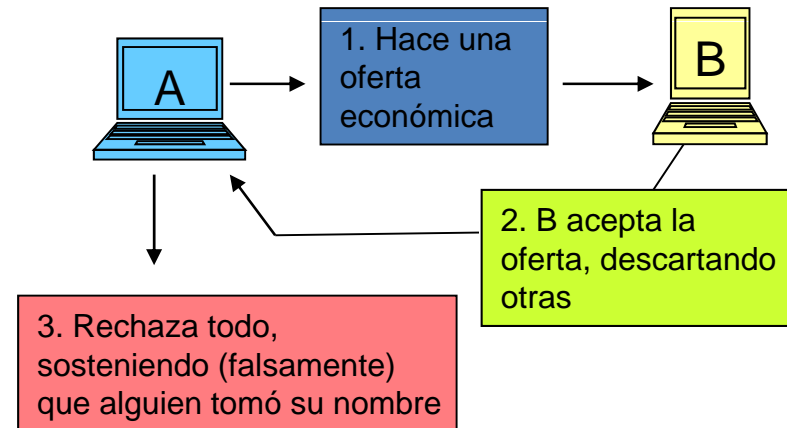 A
1. Hace una
oferta
económica
B
2. B acepta la
oferta, descartando
otras
3. Rechaza todo,
sosteniendo (falsamente)
que alguien tomó su nombre